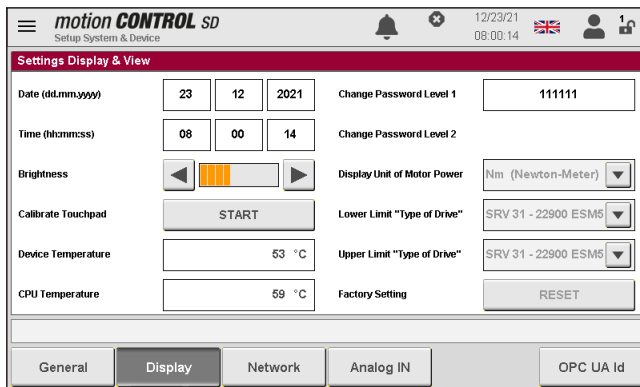 motion CONTROL SD
Setup System & Device
12/23/21
08:00:14
1
Settings Display & View
Date (dd.mm.yyyy) 23 12 2021 Change Password Level 1 111111
Time (hh:mm:ss) 08 00 14 Change Password Level 2
Brightness Display Unit of Motor Power Nm (Newton-Meter)
Calibrate Touchpad START Lower Limit "Type of Drive" SRV 31 - 22900 ESM5
Device Temperature 53 °C Upper Limit "Type of Drive" SRV 31 - 22900 ESM5
CPU Temperature 59 °C Factory Setting RESET
General Display Network Analog IN OPC UA Id